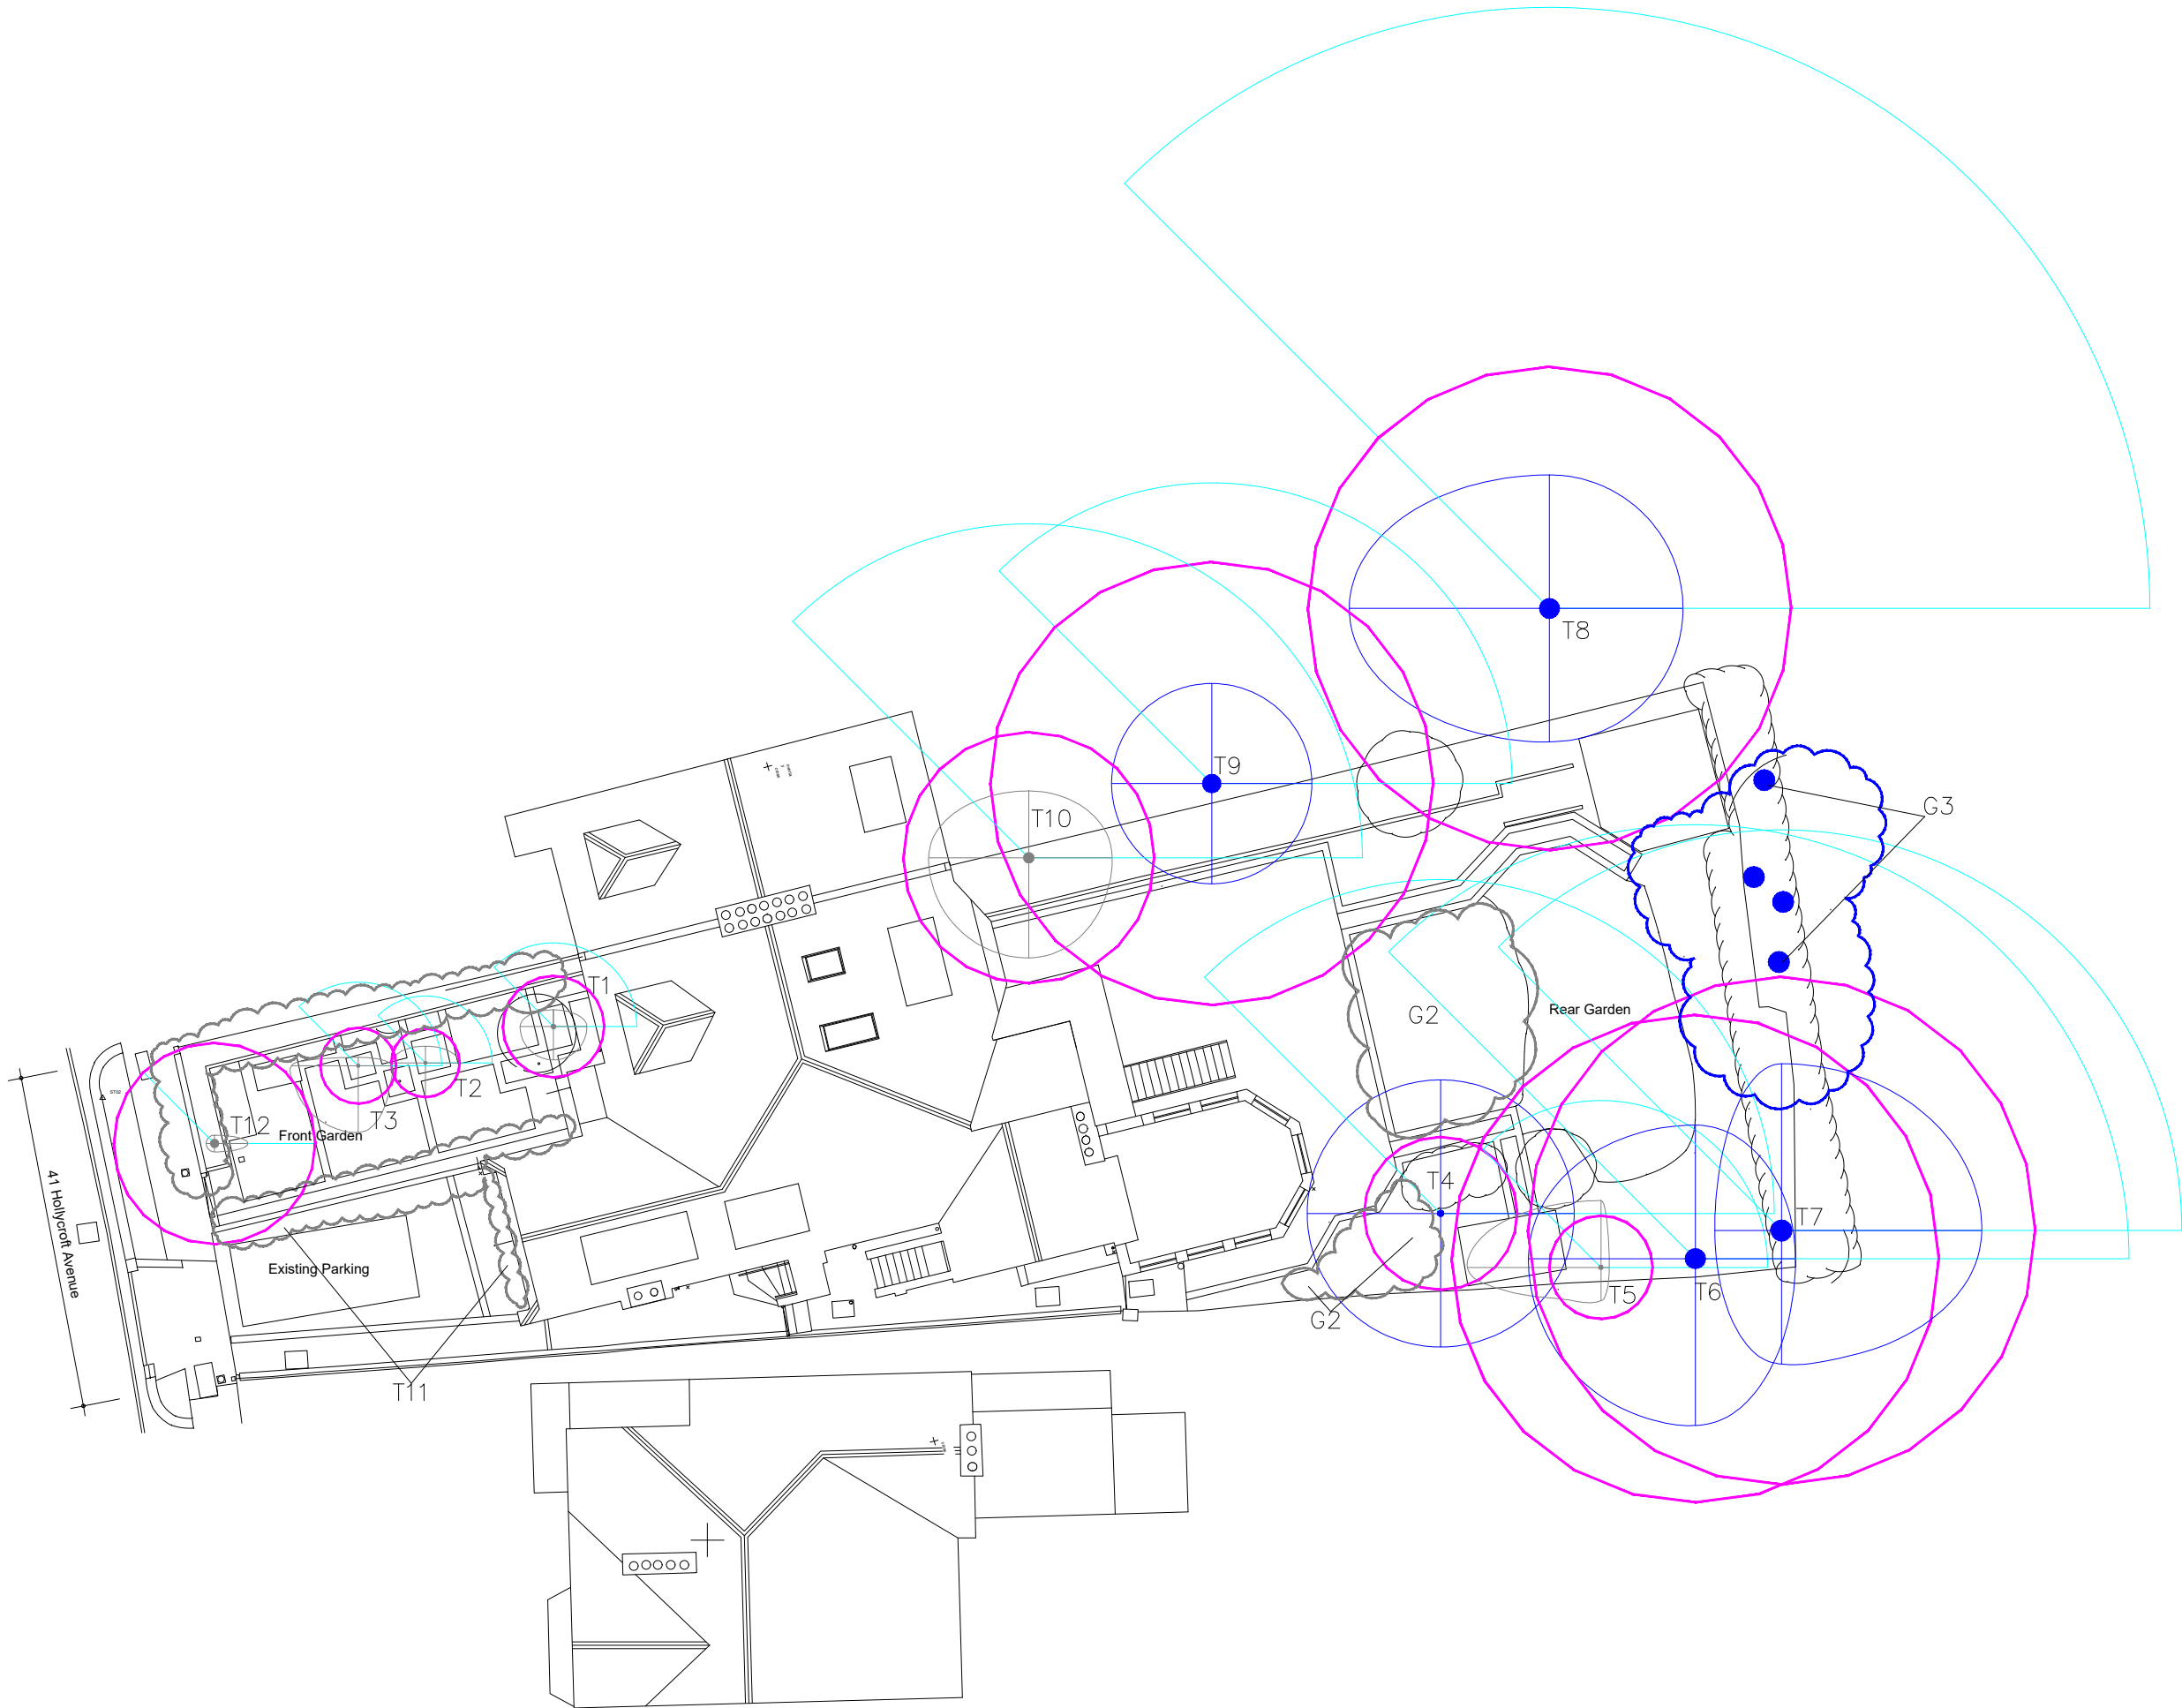 T8
T9
G3
T10
T1
G2
Rear Garden
T2
T3
T12
Front Garden
T4
T7
41 Hollycroft Avenue
Existing Parking
T5
T6
G2
T11